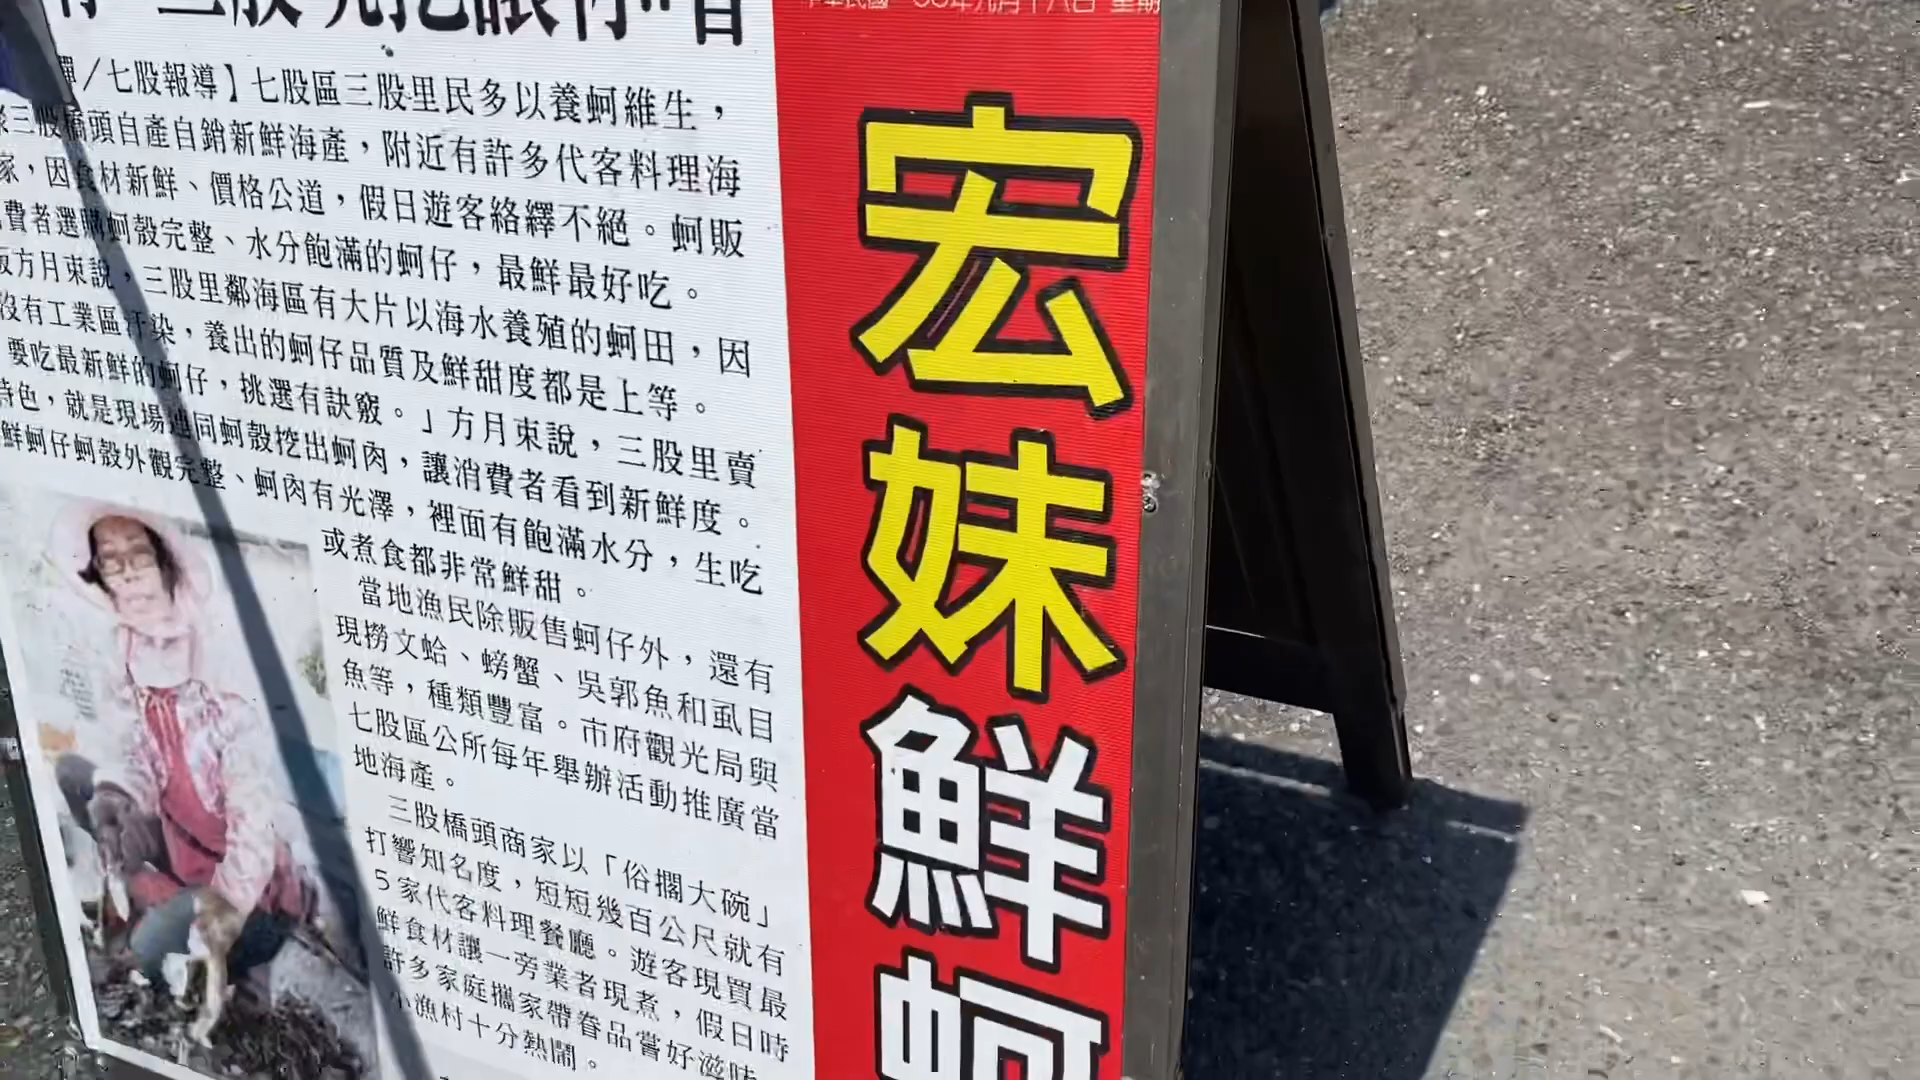 /七股報導】七股區三股里民多以養蚵維生，
三股橋頭自產自銷新鮮海產，附近有許多代客料理海
家，因食材新鮮、價格公道，假日遊客絡繹不絕。蚵販
費者選購蚵殼完整、水分飽滿的蚵仔，最鮮最好吃。
方月束說，三股里鄰海區有大片以海水養殖的蚵田，因
沒有工業區汙染，養出的蚵仔品質及鮮甜度都是上等。
要吃最新鮮的蚵仔，挑選有訣竅。」方月束說，三股里賣
特色，就是現場連同蚵殼挖出蚵肉，讓消費者看到新鮮度。
鮮蚵仔蚵殼外觀完整、蚵肉有光澤，裡面有飽滿水分，生吃
或煮食都非常鮮甜。
當地漁民除販售蚵仔外，還有
現撈文蛤、螃蟹、吳郭魚和虱目
魚等，種類豐富。市府觀光局與
七股區公所每年舉辦活動推廣當
地海產。
三股橋頭商家以「俗擱大碗」
打響知名度，短短幾百公尺就有
5家代客料理餐廳。遊客現買最
鮮食材讓一旁業者現煮，假日時
許多家庭攜家帶眷品嘗好滋味
小漁村十分熱鬧。
宏妹鮮蚵